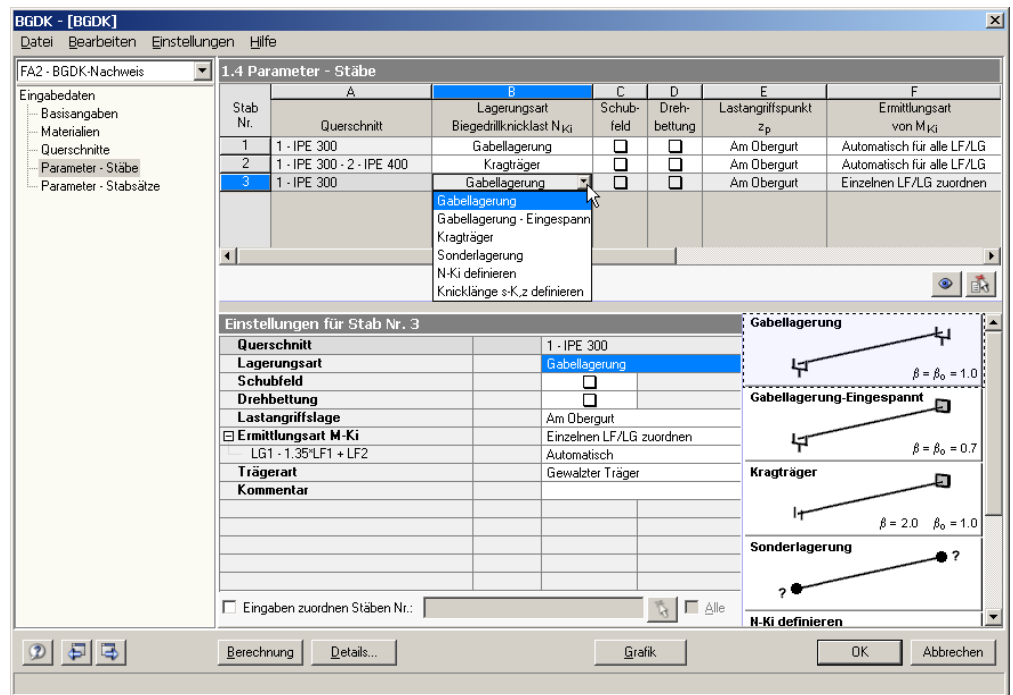 BGDK - [BGDK]
Datei Bearbeiten Einstellungen Hilfe
FA2 - BGDK-Nachweis
Eingabedaten
Basisangaben
Materialien
Querschnitte
Parameter - Stäbe
Parameter - Stabsätze
1.4 Parameter - Stäbe
A B C D E F
Stab Lagerungsart Schub- Dreh- Lastangriffspunkt Ermittlungsart
Nr. Querschnitt Biegedrillknicklast N Ki feld bettung zp von M Ki
1 1 - IPE 300 Gabellagerung Am Obergurt Automatisch für alle LF/LG
2 1 - IPE 300 - 2 - IPE 400 Kragträger Am Obergurt Automatisch für alle LF/LG
3 1 - IPE 300 Gabellagerung Am Obergurt Einzelnen LF/LG zuordnen
Gabellagerung
Gabellagerung - Eingespann
Kragträger
Sonderlagerung
N-Ki definieren
Knicklänge s-K,z definieren
Einstellungen für Stab Nr. 3
Querschnitt 1 - IPE 300
Lagerungsart Gabellagerung
Schubfeld
Drehbettung
Lastangriffslage Am Obergurt
Ermittlungsart M-Ki Einzelnen LF/LG zuordnen
LG1 - 1.35*LF1 + LF2 Automatisch
Trägerart Gewalzter Träger
Kommentar
Eingaben zuordnen Stäben Nr.: Alle
Gabellagerung
β = β0 = 1.0
Gabellagerung-Eingespannt
β = β0 = 0.7
Kragträger
β = 2.0 β0 = 1.0
Sonderlagerung
?
?
N-Ki definieren
Berechnung Details... Grafik OK Abbrechen